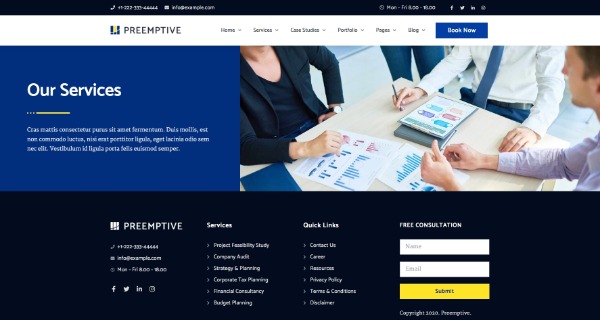 +1-222-333-44444 info@example.com Mon - Fri 8.00 - 18.00
PREEMPTIVE Home Services Case Studies Portfolio Pages Blog Book Now
Our Services
Cras mattis consectetur purus sit amet fermentum. Duis mollis, est
non commodo luctus, nisi erat porttitor ligula, eget lacinia odio sem
nec elit. Vestibulum id ligula porta felis euismod semper.
PREEMPTIVE
+1-222-333-44444
info@example.com
Mon - Fri 8.00 - 18.00
Services
Project Feasibility Study
Company Audit
Strategy & Planning
Corporate Tax Planning
Financial Consultancy
Budget Planning
Quick Links
Contact Us
Career
Resources
Privacy Policy
Terms & Conditions
Disclaimer
FREE CONSULTATION
Name
Email
Submit
Copyright 2020. Preemptive.